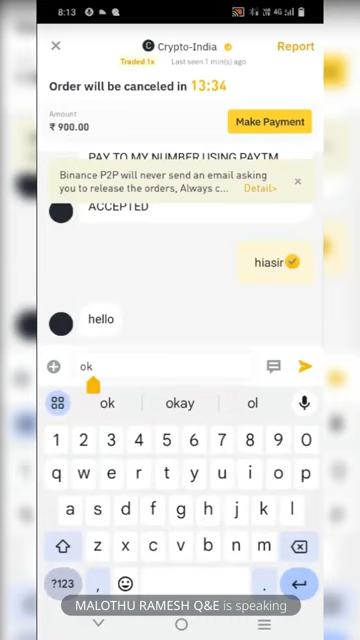 8:13
4G
Crypto-India
Report
Traded 1x
Last seen 1 min(s) ago
Order will be canceled in 13:34
Amount
₹ 900.00
Make Payment
PAY TO MY NUMBER USING PAYTM
Binance P2P will never send an email asking
you to release the orders, Always c... Detail>
ACCEPTED
hiasir
hello
ok
ok okay ol
1 2 3 4 5 6 7 8 9 0
q w e r t y u i o p
a s d f g h j k l
z x c v b n m
?123 , .
MALOTHU RAMESH Q&E is speaking